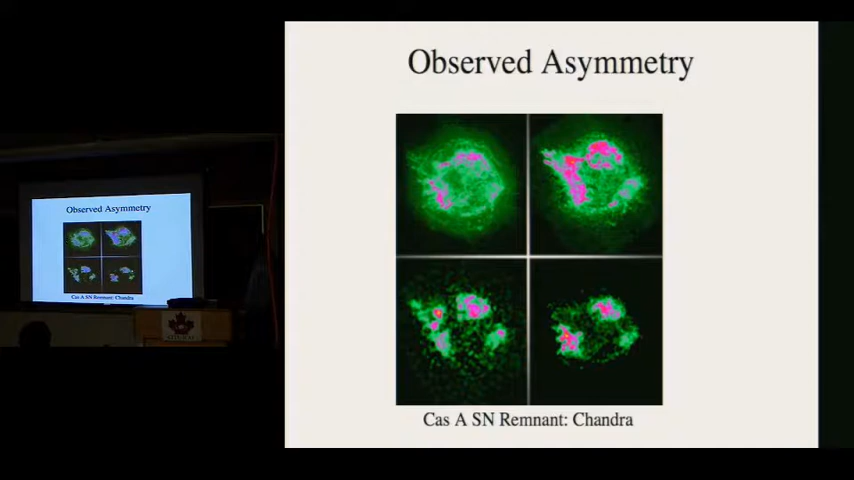 Observed Asymmetry
Cas A SN Remnant: Chandra
Observed Asymmetry
Cas A SN Remnant: Chandra